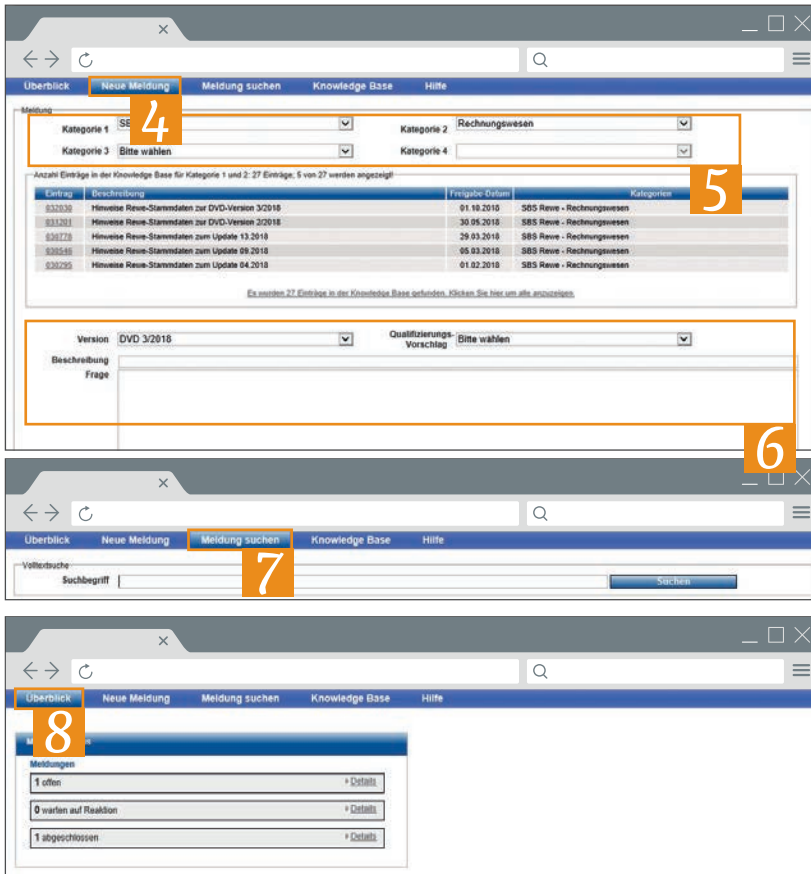 Überblick Neue Meldung Meldung suchen Knowledge Base Hilfe
4
Meldung
Kategorie 1 Kategorie 2 Rechnungswesen
Kategorie 3 Bitte wählen Kategorie 4
5
Anzahl Einträge in der Knowledge Base für Kategorie 1 und 2: 27 Einträge; 5 von 27 werden angezeigt!
Eintrag Beschreibung Freigabe-Datum Kategorien
032030 Hinweise Rewe-Stammdaten zur DVD-Version 3/2018 01.10.2018 SBS Rewe - Rechnungswesen
031201 Hinweise Rewe-Stammdaten zur DVD-Version 2/2018 30.05.2018 SBS Rewe - Rechnungswesen
030778 Hinweise Rewe-Stammdaten zum Update 13.2018 29.03.2018 SBS Rewe - Rechnungswesen
030546 Hinweise Rewe-Stammdaten zum Update 09.2018 05.03.2018 SBS Rewe - Rechnungswesen
030295 Hinweise Rewe-Stammdaten zum Update 04.2018 01.02.2018 SBS Rewe - Rechnungswesen
Es wurden 27 Einträge in der Knowledge Base gefunden. Klicken Sie hier um alle anzuzeigen.
Version DVD 3/2018 Qualifizierungs-Vorschlag Bitte wählen
Beschreibung
Frage
6
Überblick Neue Meldung Meldung suchen Knowledge Base Hilfe
7
Volltextsuche
Suchbegriff Suchen
Überblick Neue Meldung Meldung suchen Knowledge Base Hilfe
8
Meldungen
1 offen Details
0 warten auf Reaktion Details
1 abgeschlossen Details